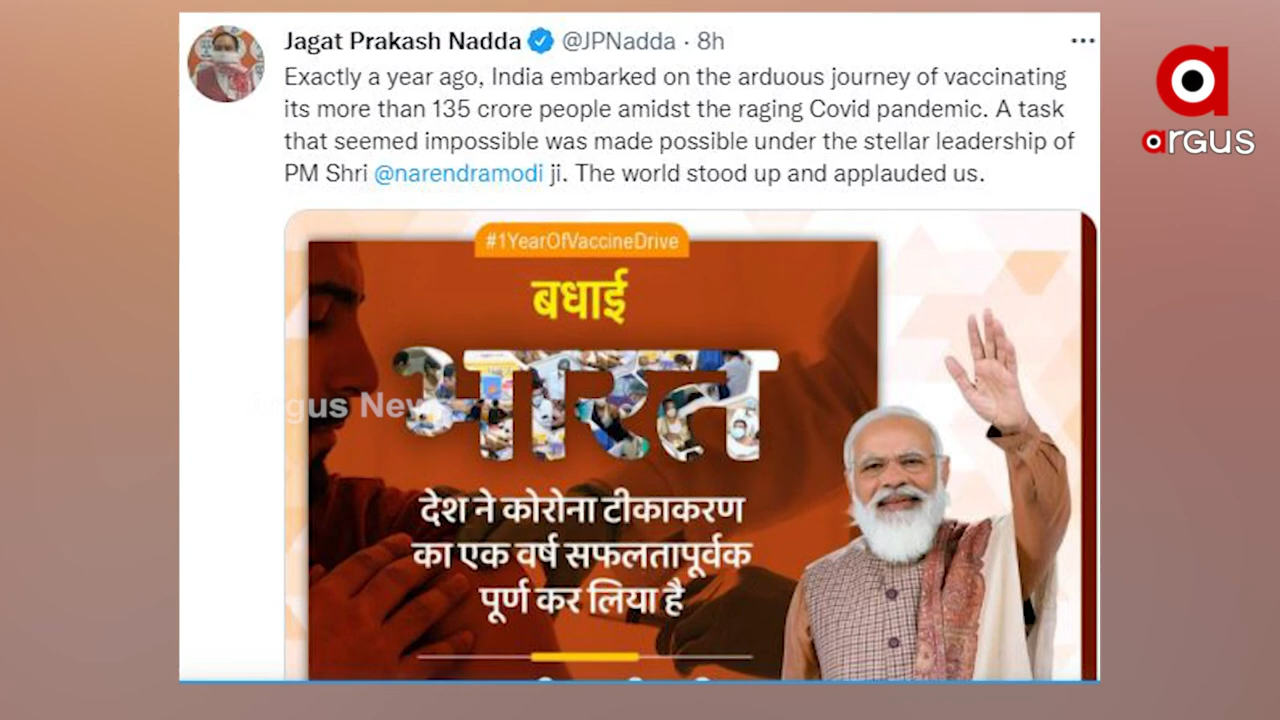 Jagat Prakash Nadda @JPNadda · 8h
Exactly a year ago, India embarked on the arduous journey of vaccinating
its more than 135 crore people amidst the raging Covid pandemic. A task
that seemed impossible was made possible under the stellar leadership of
PM Shri @narendramodi ji. The world stood up and applauded us.
argus
#1YearOfVaccineDrive
बधाई
भारत
Argus News
देश ने कोरोना टीकाकरण
का एक वर्ष सफलतापूर्वक
पूर्ण कर लिया है